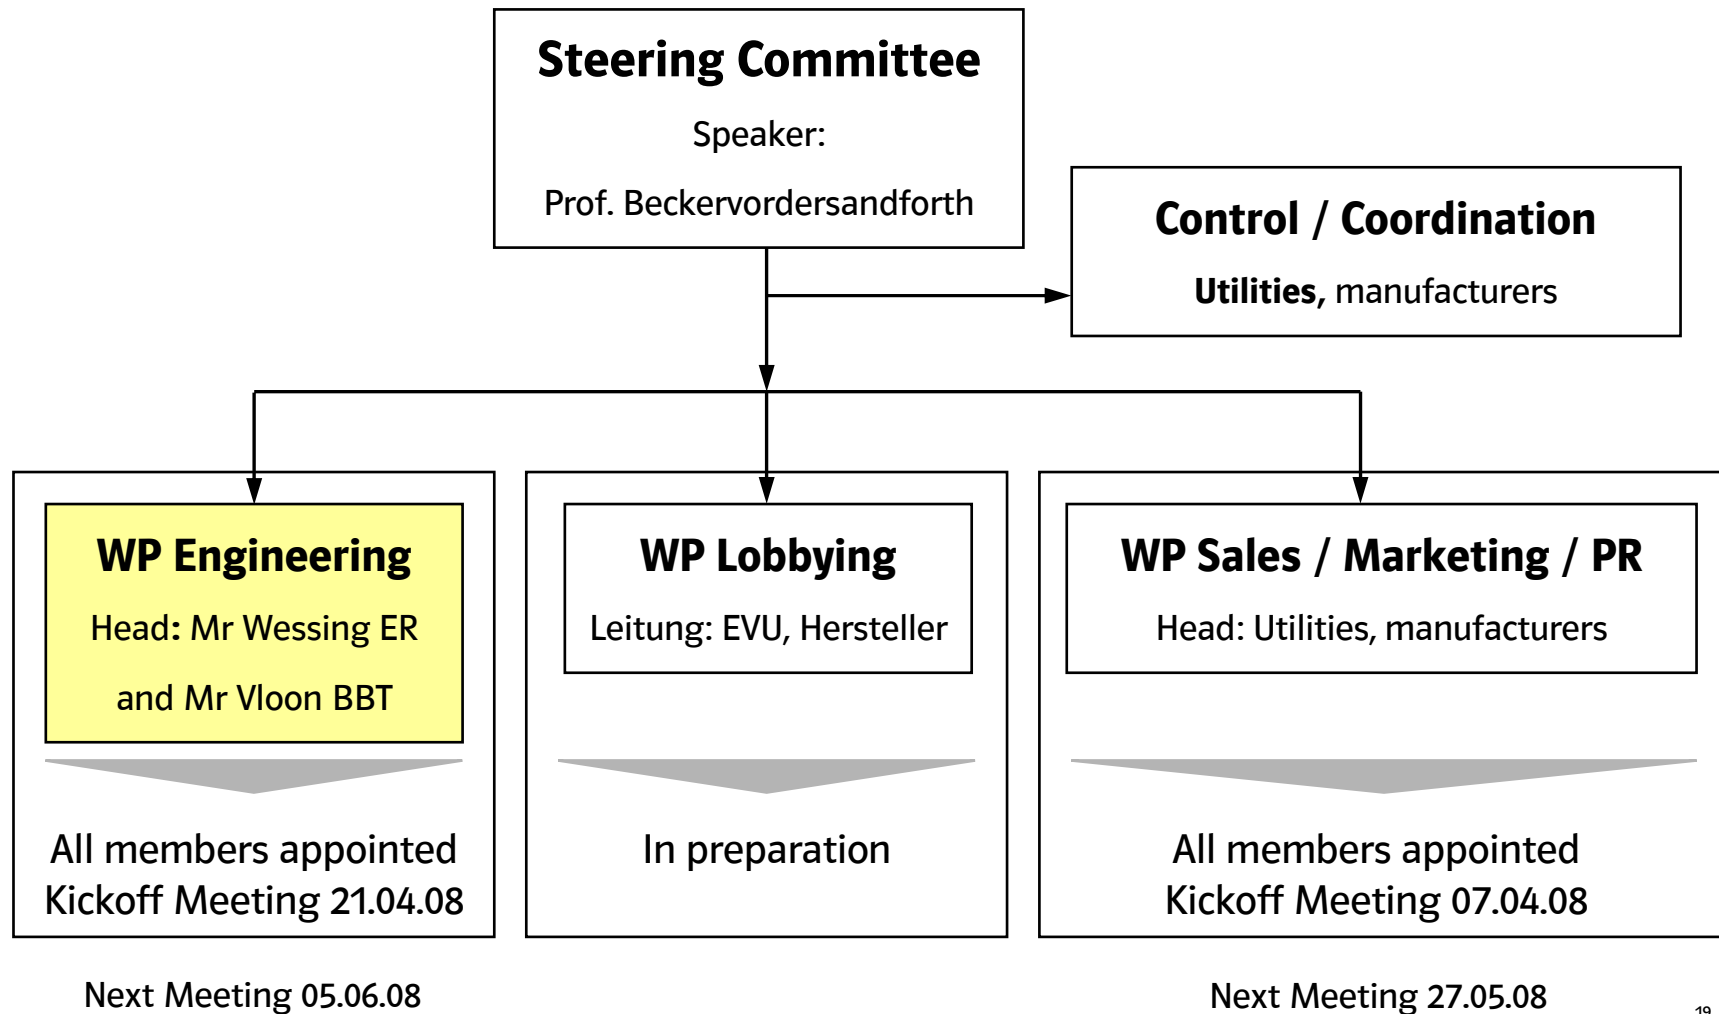 Steering Committee
Speaker:
Prof. Beckervordersandforth
Control / Coordination
Utilities, manufacturers
WP Engineering
Head: Mr Wessing ER
and Mr Vloon BBT
WP Lobbying
Leitung: EVU, Hersteller
WP Sales / Marketing / PR
Head: Utilities, manufacturers
All members appointed
Kickoff Meeting 21.04.08
In preparation
All members appointed
Kickoff Meeting 07.04.08
Next Meeting 05.06.08
Next Meeting 27.05.08
19